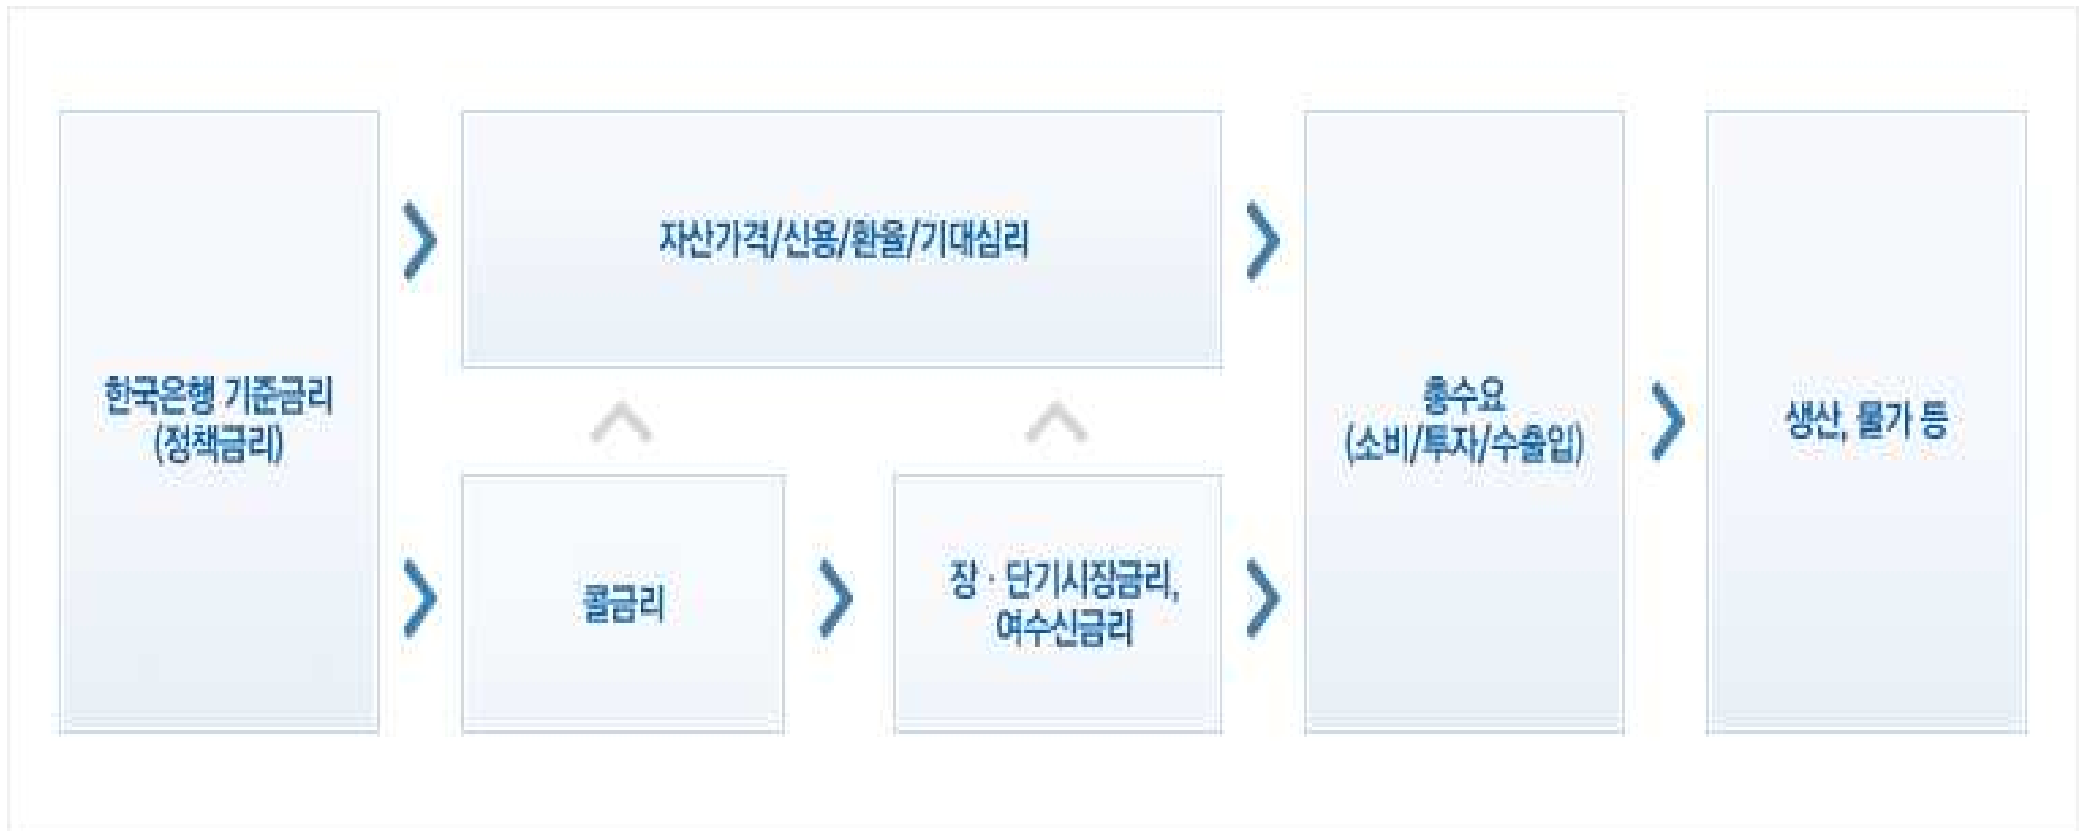 한국은행 기준금리
(정책금리)
자산가격/신용/환율/기대심리
콜금리
장 · 단기시장금리,
여수신금리
총수요
(소비/투자/수출입)
생산, 물가 등